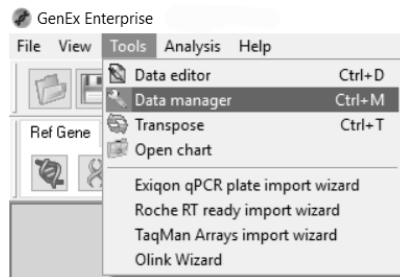 GenEx Enterprise
File View Tools Analysis Help
Data editor Ctrl+D
Data manager Ctrl+M
Transpose Ctrl+T
Open chart
Ref Gene
Exiqon qPCR plate import wizard
Roche RT ready import wizard
TaqMan Arrays import wizard
Olink Wizard